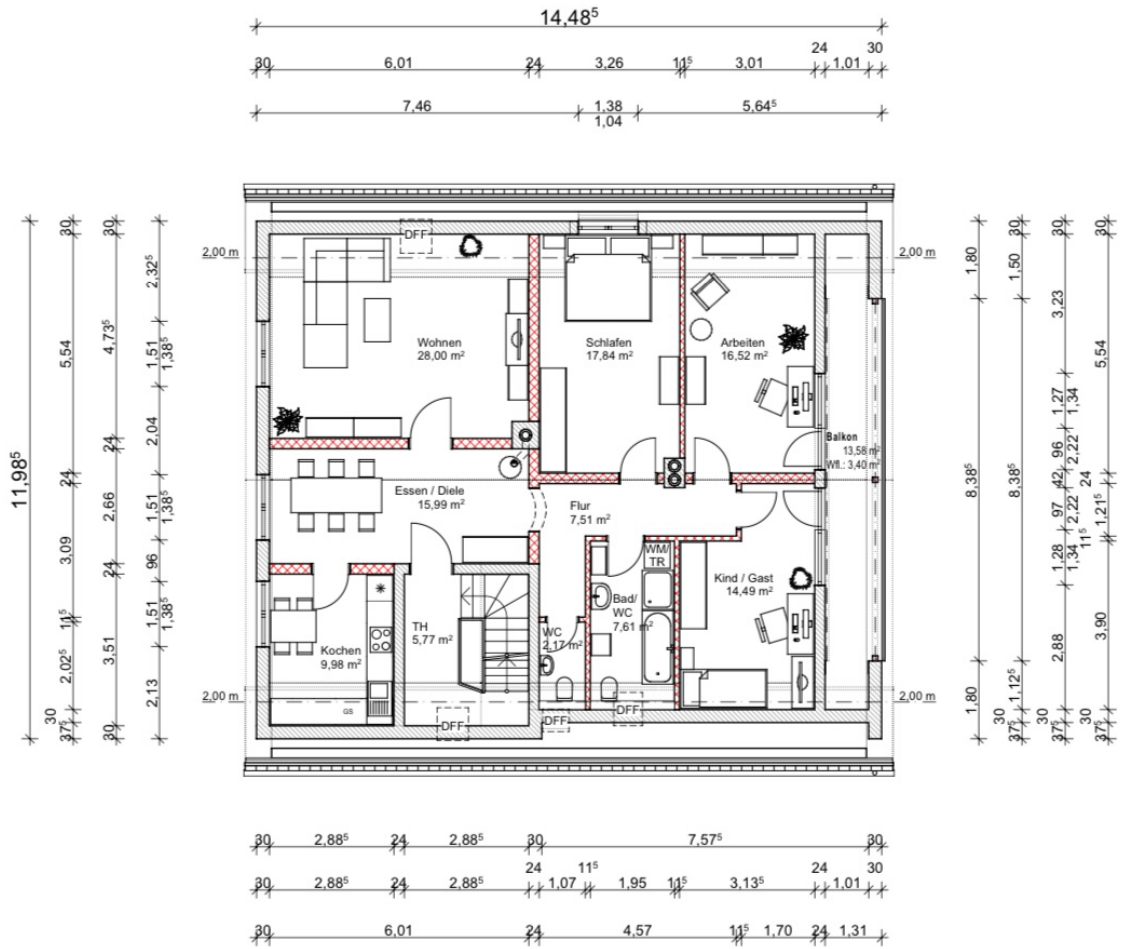 14,48⁵
24 30
30 6,01 24 3,26 11⁵ 3,01 1,01
7,46 1,38 5,64⁵
1,04
DFF
2,00 m 2,00 m
Wohnen
28,00 m²
Schlafen
17,84 m²
Arbeiten
16,52 m²
Balkon
13,58 m²
Wfl.: 3,40 m²
Essen / Diele
15,99 m²
Flur
7,51 m²
WM/
TR
Kind / Gast
14,49 m²
Bad/
WC
7,61 m²
TH
5,77 m²
WC
2,17 m²
Kochen
9,98 m²
GS
2,00 m 2,00 m
DFF DFF DFF
11,98⁵
30 5,54 24 3,09 11⁵ 2,02⁵ 30 37⁵
30 4,73⁵ 24 2,66 24 3,51 30
2,32⁵ 1,51 2,04 1,51 96 1,51 2,13
1,38⁵ 1,38⁵ 1,38⁵
1,80 8,38⁵ 1,80
30 1,50 8,38⁵ 1,12⁵ 30 37⁵
30 3,23 1,27 96 42 97 1,28 2,88 30 37⁵
1,34 2,22 2,22 1,34
30 5,54 24 1,21⁵ 11⁵ 3,90 30 37⁵
30 2,88⁵ 24 2,88⁵ 30 7,57⁵ 30
24 11⁵ 24 30
30 2,88⁵ 24 2,88⁵ 1,07 1,95 11⁵ 3,13⁵ 1,01
30 6,01 24 4,57 11⁵ 1,70 24 1,31